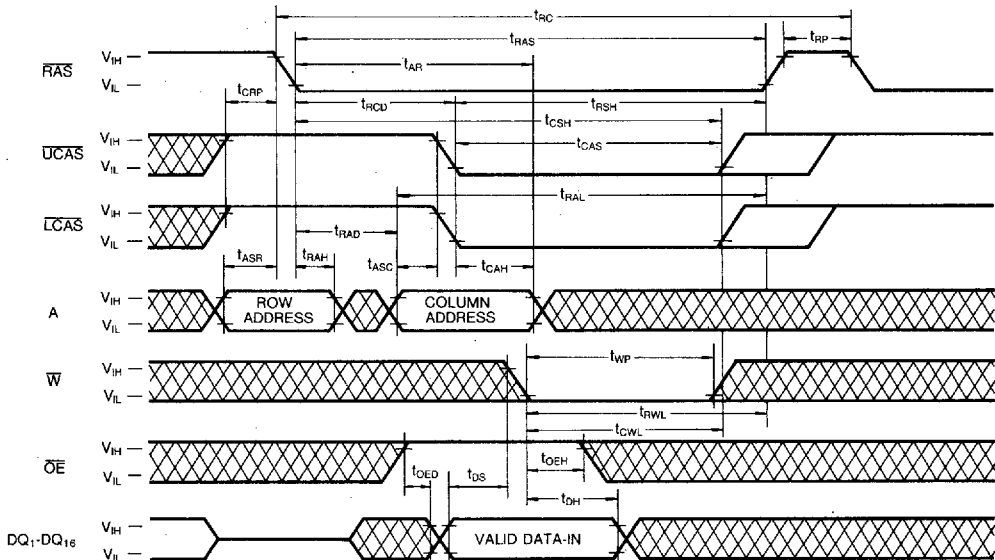 tRC
tRAS
tRP
tAR
RAS
VIH
VIL
tCRP
tRCD
tRSH
tCSH
UCAS
VIH
VIL
tCAS
tRAL
LCAS
VIH
VIL
tRAD
tASR
tRAH
tASC
tCAH
A
VIH
VIL
ROW
ADDRESS
COLUMN
ADDRESS
W
VIH
VIL
tWP
tRWL
tCWL
OE
VIH
VIL
tOEH
tOED
tDS
tDH
DQ1-DQ16
VIH
VIL
VALID DATA-IN